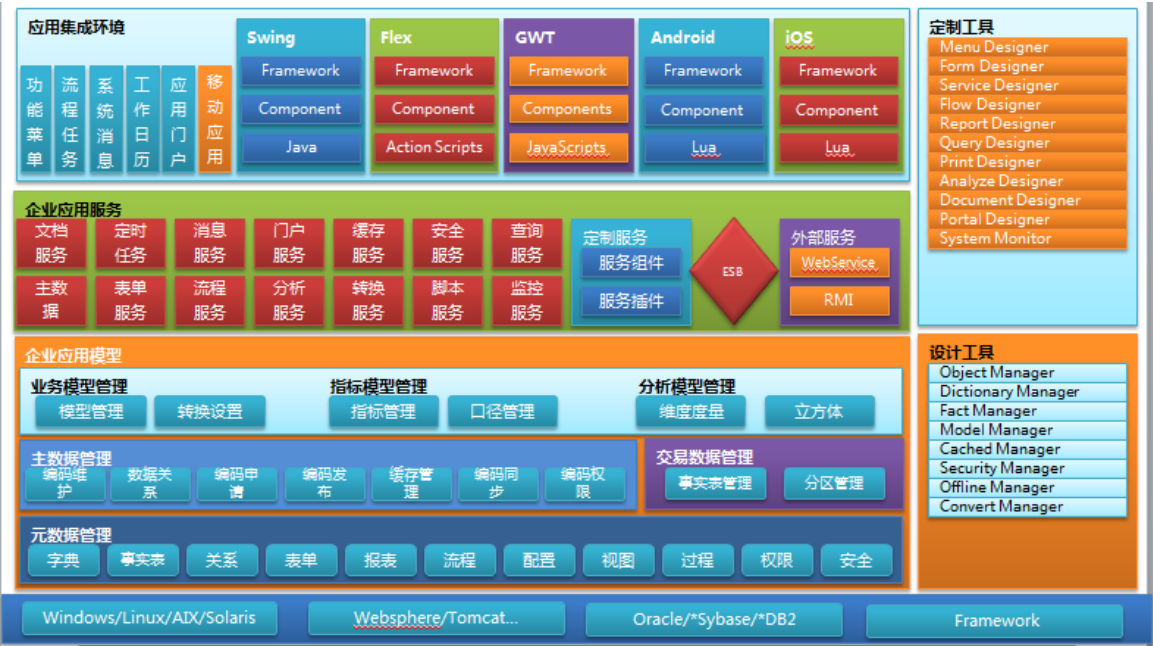 应用集成环境
功能菜单
流程任务
系统消息
工作日历
应用门户
移动应用
Swing
Framework
Component
Java
Flex
Framework
Component
Action Scripts
GWT
Framework
Components
JavaScripts
Android
Framework
Component
Lua
iOS
Framework
Component
Lua
定制工具
Menu Designer
Form Designer
Service Designer
Flow Designer
Report Designer
Query Designer
Print Designer
Analyze Designer
Document Designer
Portal Designer
System Monitor
企业应用服务
文档
服务
定时
任务
消息
服务
门户
服务
缓存
服务
安全
服务
查询
服务
主数
据
表单
服务
流程
服务
分析
服务
转换
服务
脚本
服务
监控
服务
定制服务
服务组件
服务插件
ESB
外部服务
WebService
RMI
企业应用模型
业务模型管理
模型管理
转换设置
指标模型管理
指标管理
口径管理
分析模型管理
维度度量
立方体
主数据管理
编码维
护
数据关
系
编码申
请
编码发
布
缓存管
理
编码同
步
编码权
限
交易数据管理
事实表管理
分区管理
元数据管理
字典
事实表
关系
表单
报表
流程
配置
视图
过程
权限
安全
设计工具
Object Manager
Dictionary Manager
Fact Manager
Model Manager
Cached Manager
Security Manager
Offline Manager
Convert Manager
Windows/Linux/AIX/Solaris
Websphere/Tomcat...
Oracle/*Sybase/*DB2
Framework